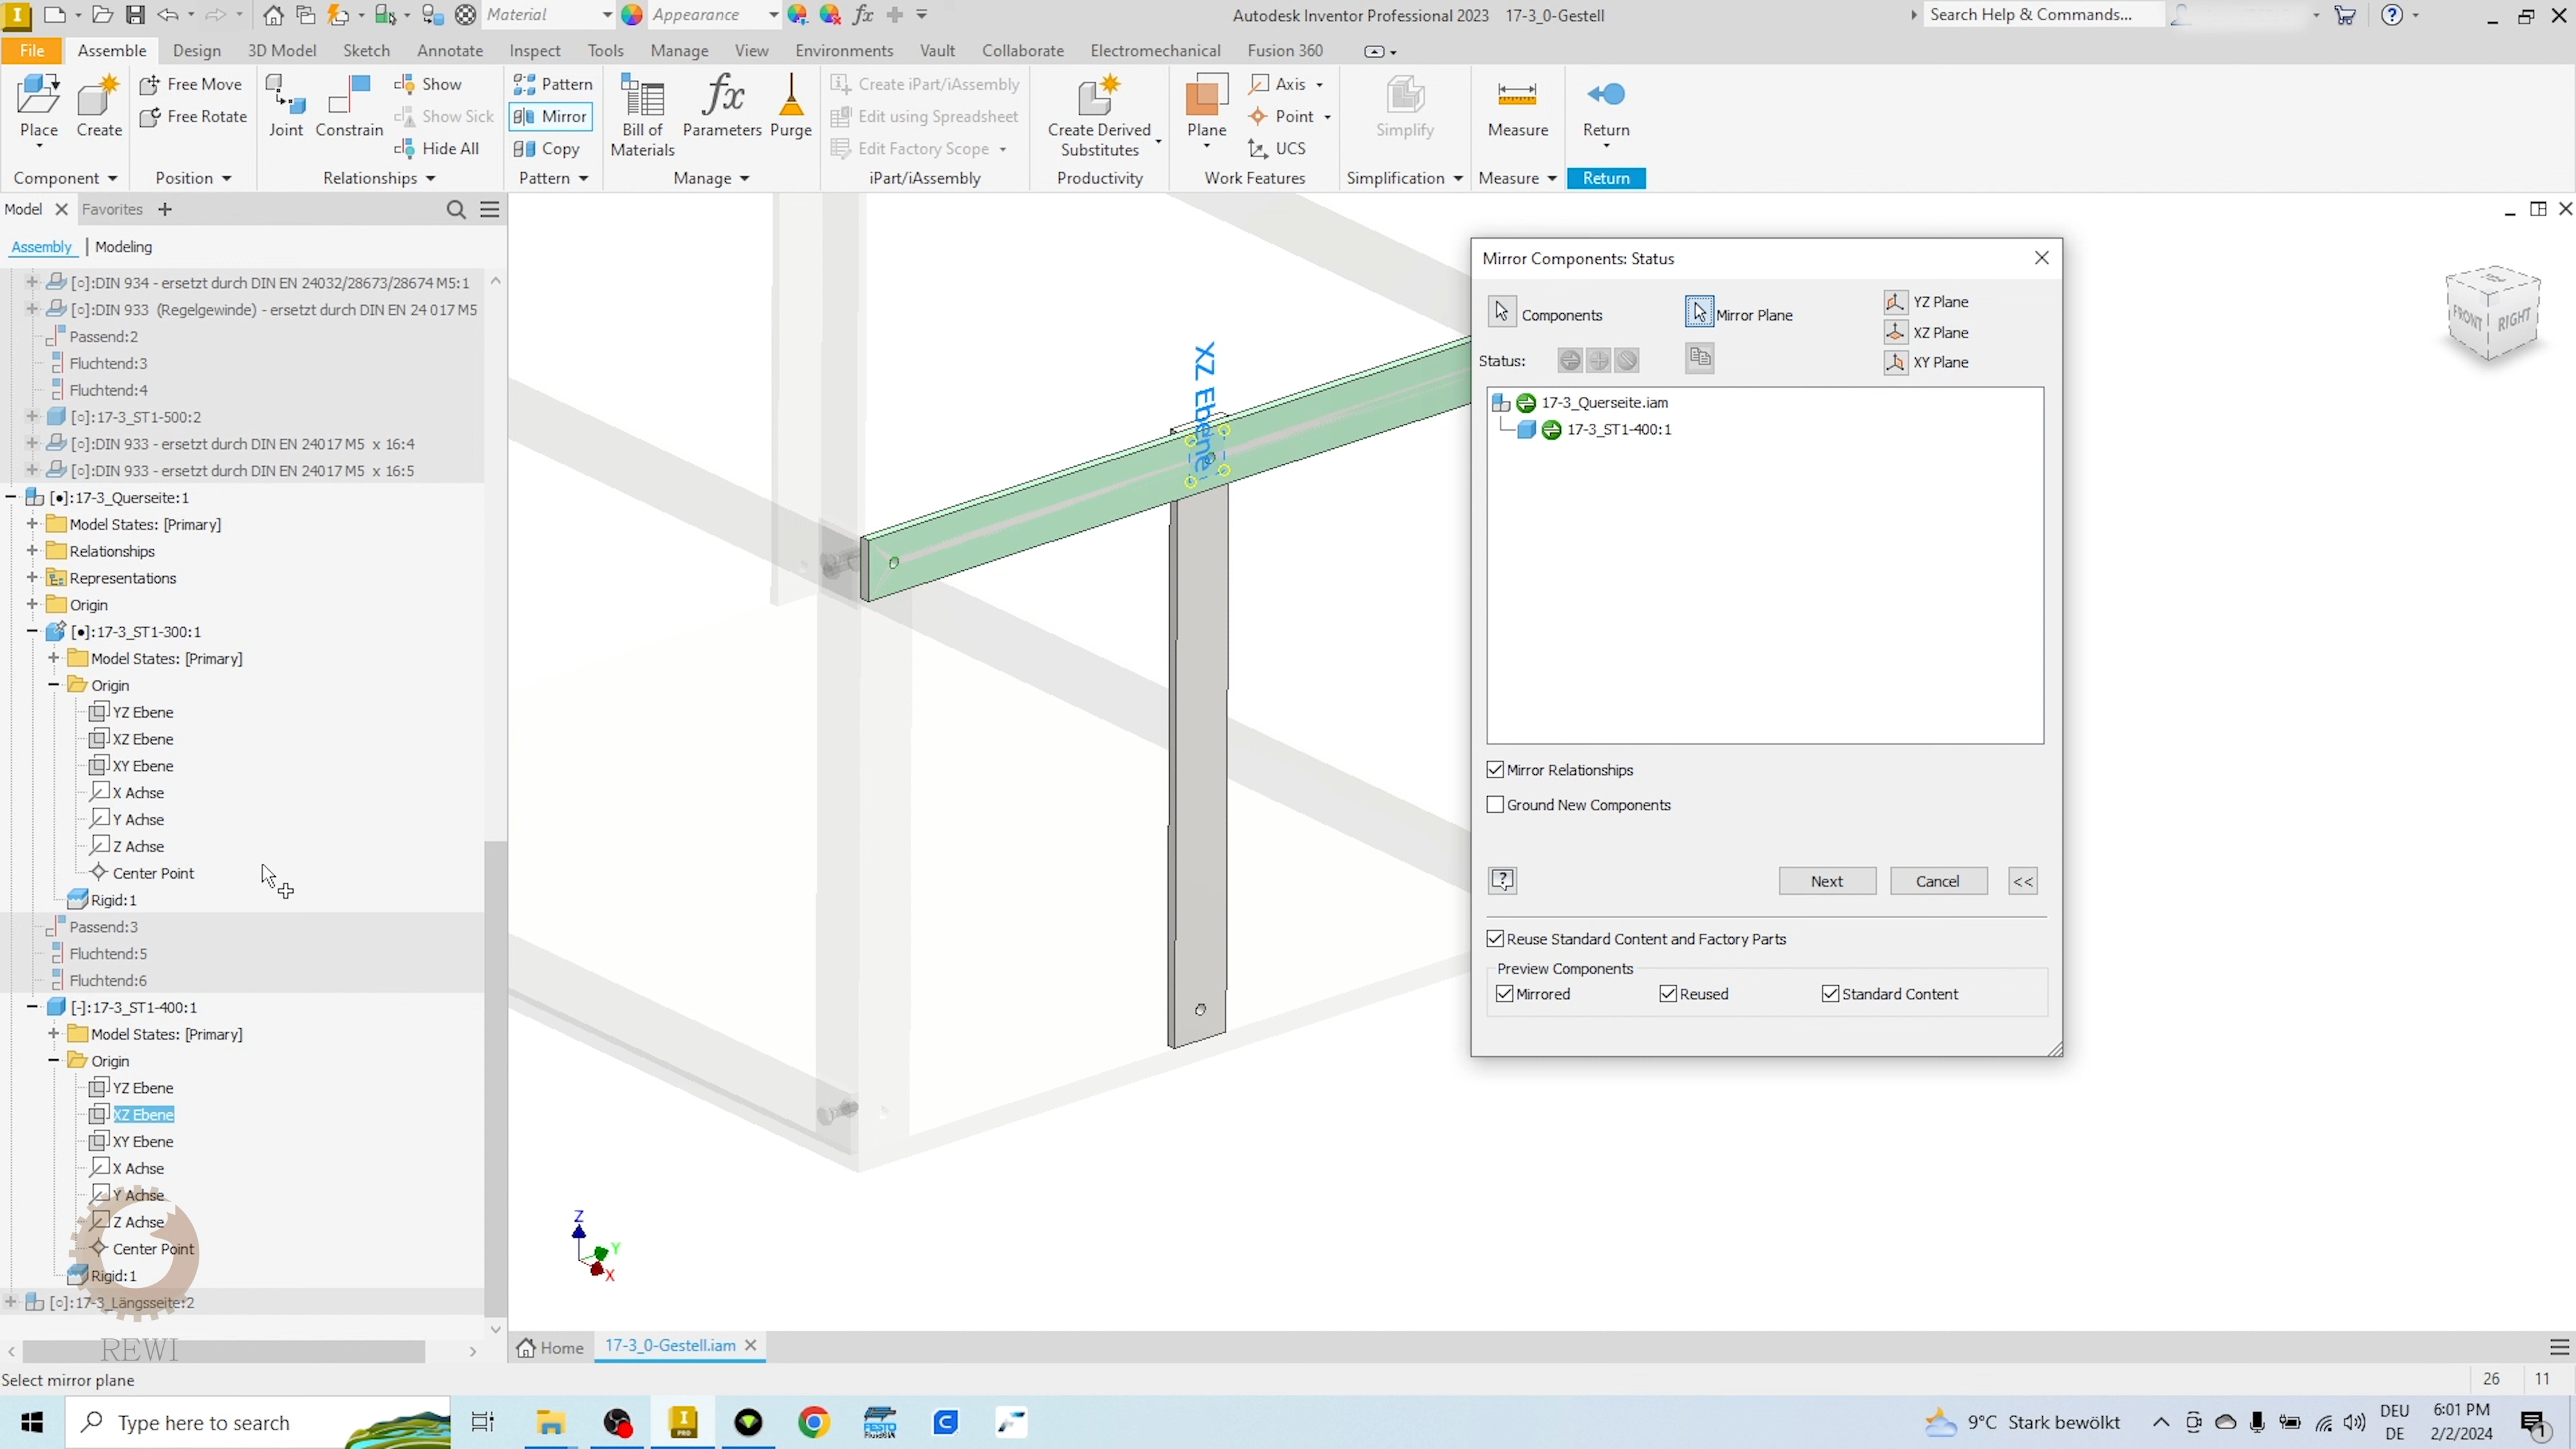 Material
Appearance
Autodesk Inventor Professional 2023 17-3_0-Gestell
Search Help & Commands...
File Assemble Design 3D Model Sketch Annotate Inspect Tools Manage View Environments Vault Collaborate Electromechanical Fusion 360
Place
Create
Free Move
Free Rotate
Joint
Constrain
Show
Show Sick
Hide All
Pattern
Mirror
Copy
Bill of
Materials
Parameters
Purge
Create iPart/iAssembly
Edit using Spreadsheet
Edit Factory Scope
Create Derived
Substitutes
Plane
Axis
Point
UCS
Simplify
Measure
Return
Component Position Relationships Pattern Manage iPart/iAssembly Productivity Work Features Simplification Measure Return
Model Favorites
Assembly Modeling
[○]:DIN 934 - ersetzt durch DIN EN 24032/28673/28674 M5:1
[○]:DIN 933 (Regelgewinde) - ersetzt durch DIN EN 24 017 M5
Passend:2
Fluchtend:3
Fluchtend:4
[○]:17-3_ST1-500:2
[○]:DIN 933 - ersetzt durch DIN EN 24017 M5 x 16:4
[○]:DIN 933 - ersetzt durch DIN EN 24017 M5 x 16:5
[●]:17-3_Querseite:1
Model States: [Primary]
Relationships
Representations
Origin
[●]:17-3_ST1-300:1
Model States: [Primary]
Origin
YZ Ebene
XZ Ebene
XY Ebene
X Achse
Y Achse
Z Achse
Center Point
Rigid:1
Passend:3
Fluchtend:5
Fluchtend:6
[-]:17-3_ST1-400:1
Model States: [Primary]
Origin
YZ Ebene
XZ Ebene
XY Ebene
X Achse
Y Achse
Z Achse
Center Point
Rigid:1
[○]:17-3_Längsseite:2
REWI
XZ Ebene
Z
Y
X
FRONT
RIGHT
Mirror Components: Status
Components
Mirror Plane
YZ Plane
XZ Plane
XY Plane
Status:
17-3_Querseite.iam
17-3_ST1-400:1
Mirror Relationships
Ground New Components
Next
Cancel
<<
Reuse Standard Content and Factory Parts
Preview Components
Mirrored
Reused
Standard Content
Home
17-3_0-Gestell.iam
Select mirror plane
26
11
Type here to search
9°C Stark bewölkt
DEU
DE
6:01 PM
2/2/2024